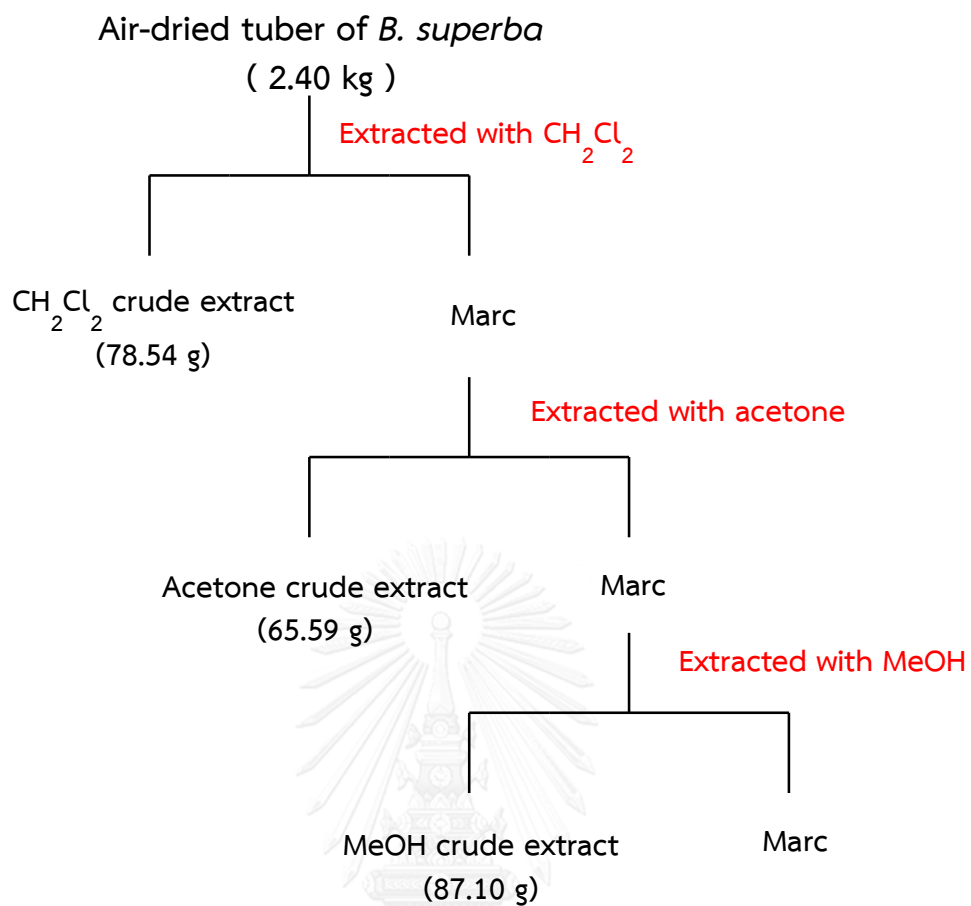 Air-dried tuber of B. superba
( 2.40 kg )
Extracted with CH₂Cl₂
CH₂Cl₂ crude extract
(78.54 g)
Marc
Extracted with acetone
Acetone crude extract
(65.59 g)
Marc
Extracted with MeOH
MeOH crude extract
(87.10 g)
Marc